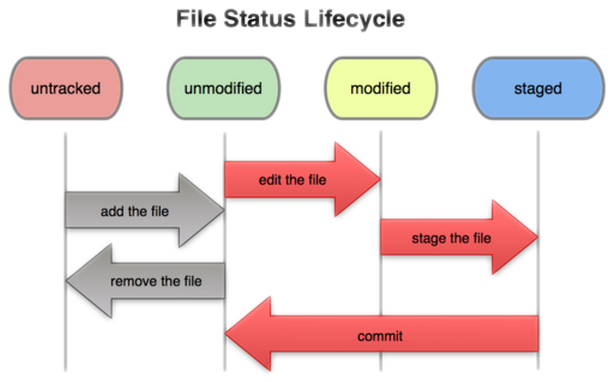 File Status Lifecycle
untracked
unmodified
modified
staged
edit the file
add the file
stage the file
remove the file
commit